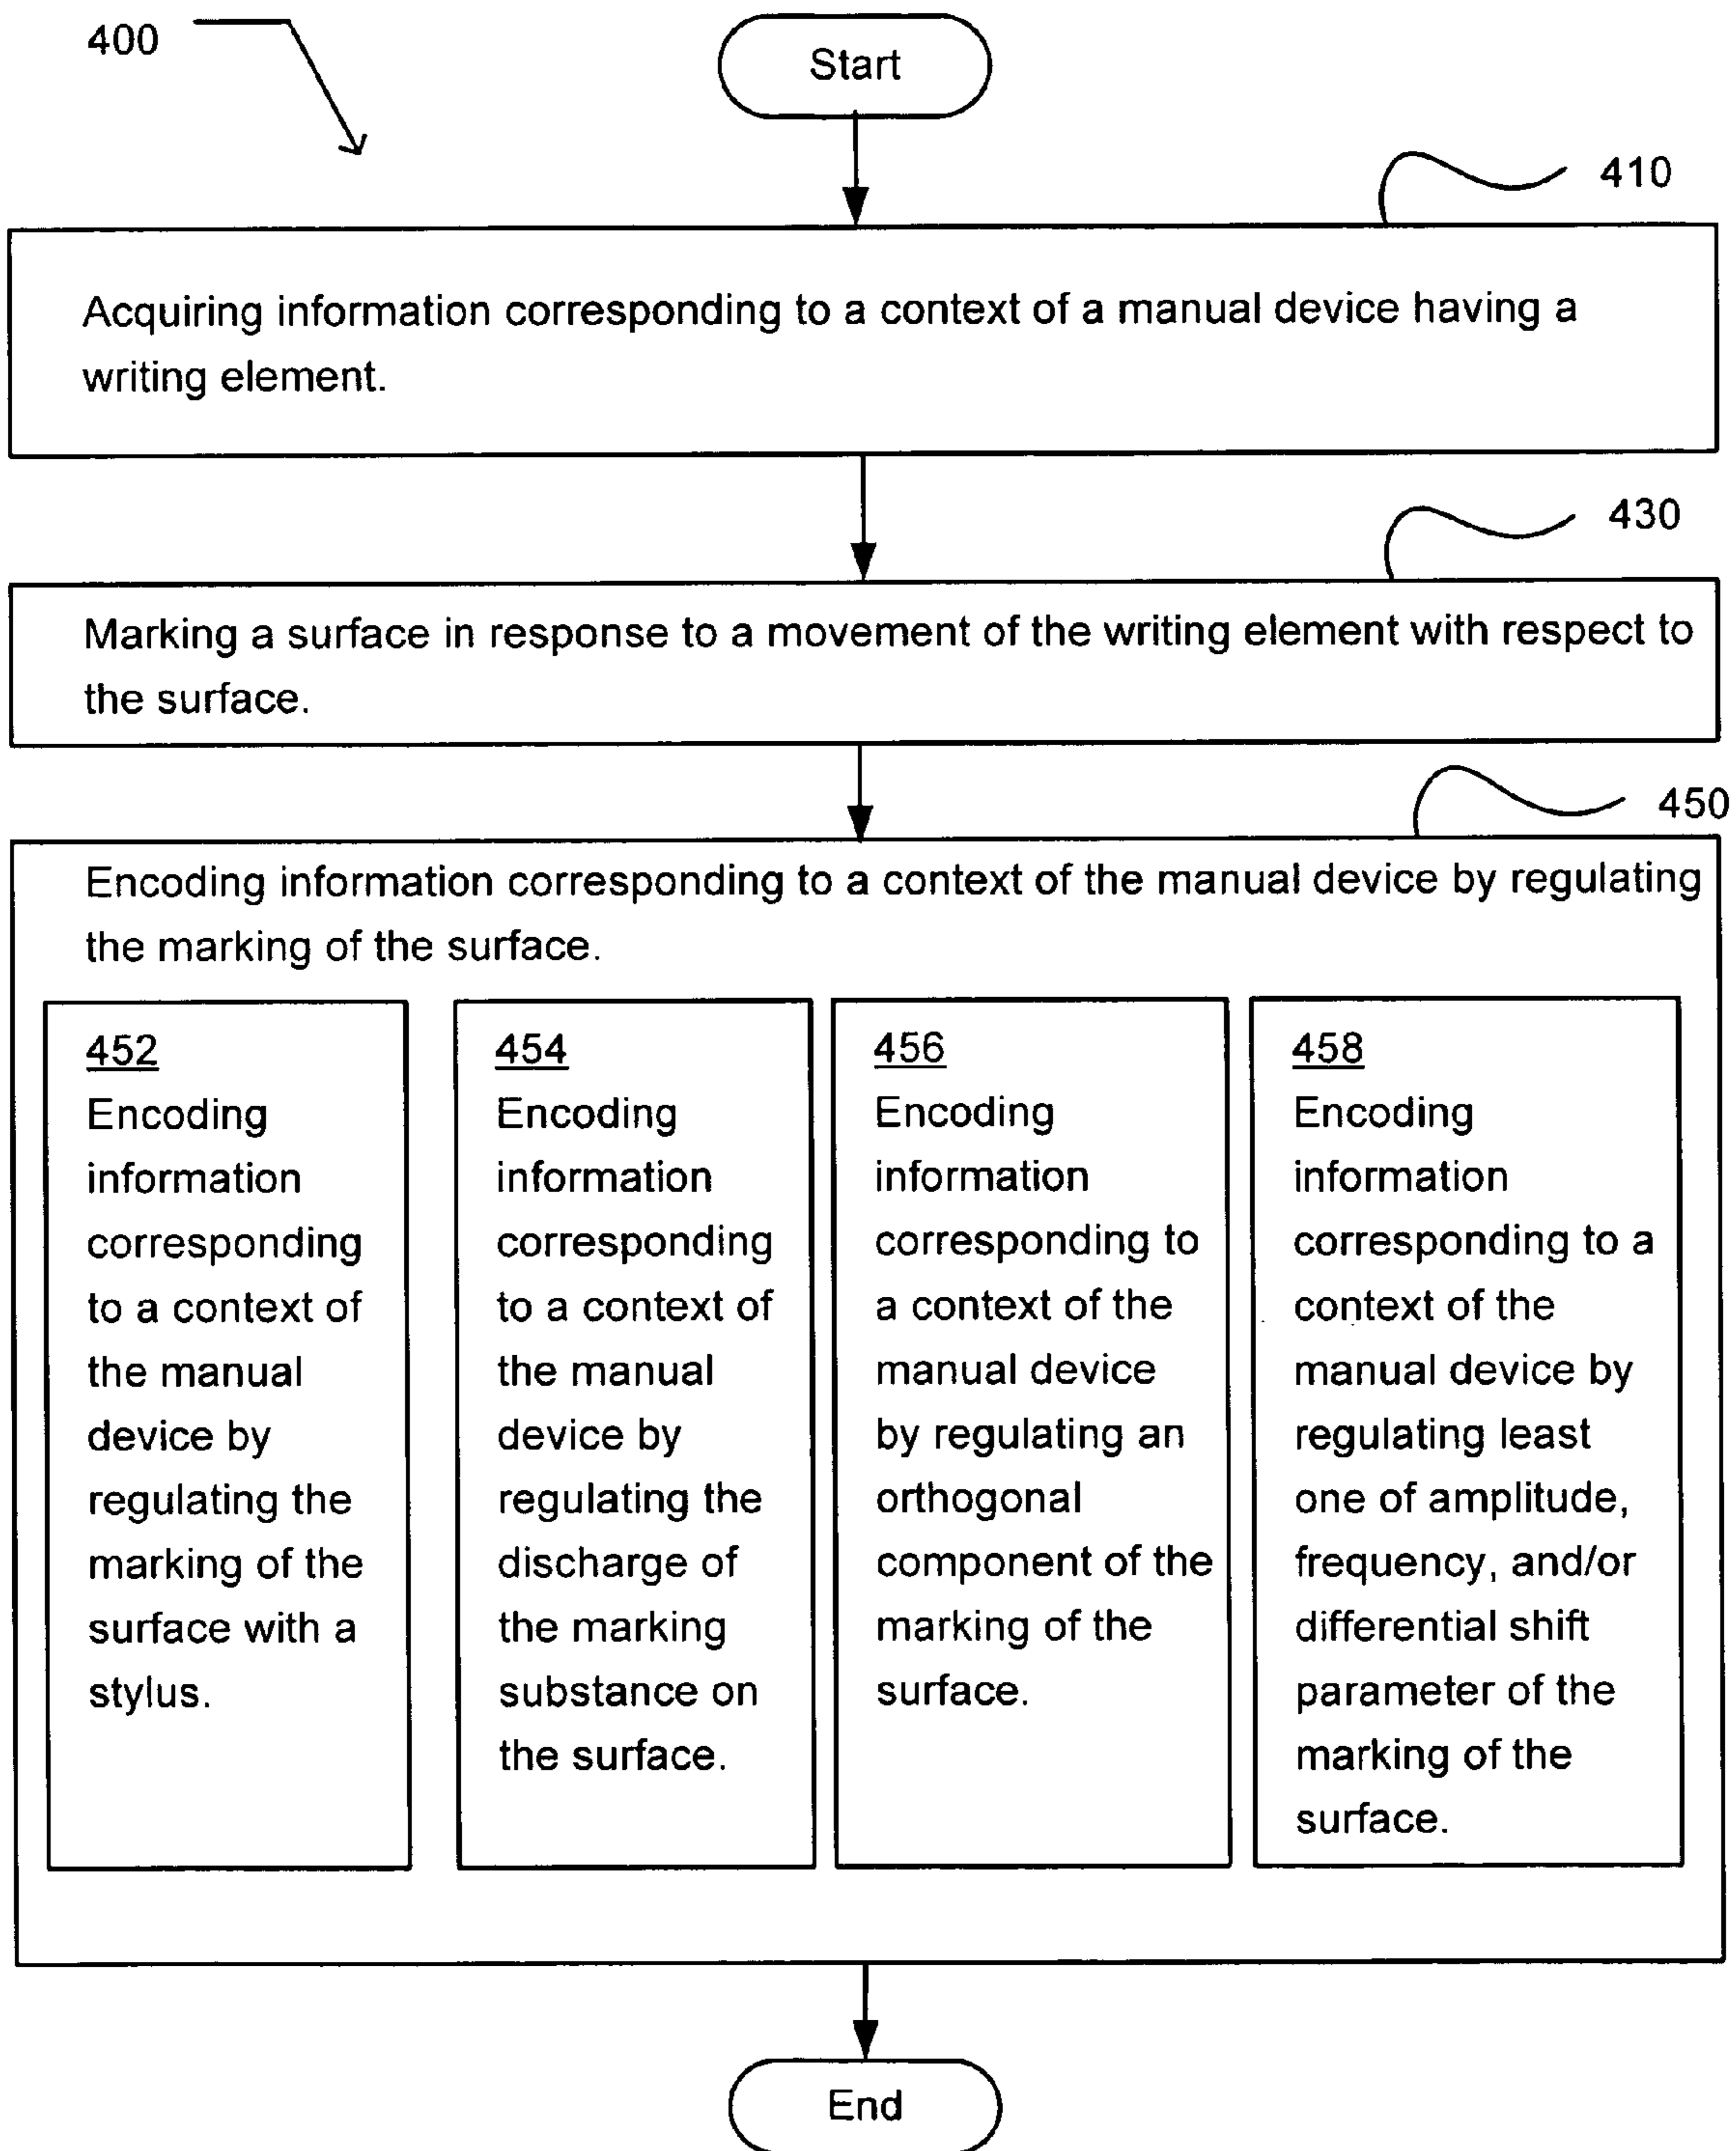 400
Start
410
Acquiring information corresponding to a context of a manual device having a
writing element.
430
Marking a surface in response to a movement of the writing element with respect to
the surface.
450
Encoding information corresponding to a context of the manual device by regulating
the marking of the surface.
452
Encoding
information
corresponding
to a context of
the manual
device by
regulating the
marking of the
surface with a
stylus.
454
Encoding
information
corresponding
to a context of
the manual
device by
regulating the
discharge of
the marking
substance on
the surface.
456
Encoding
information
corresponding to
a context of the
manual device
by regulating an
orthogonal
component of the
marking of the
surface.
458
Encoding
information
corresponding to a
context of the
manual device by
regulating least
one of amplitude,
frequency, and/or
differential shift
parameter of the
marking of the
surface.
End